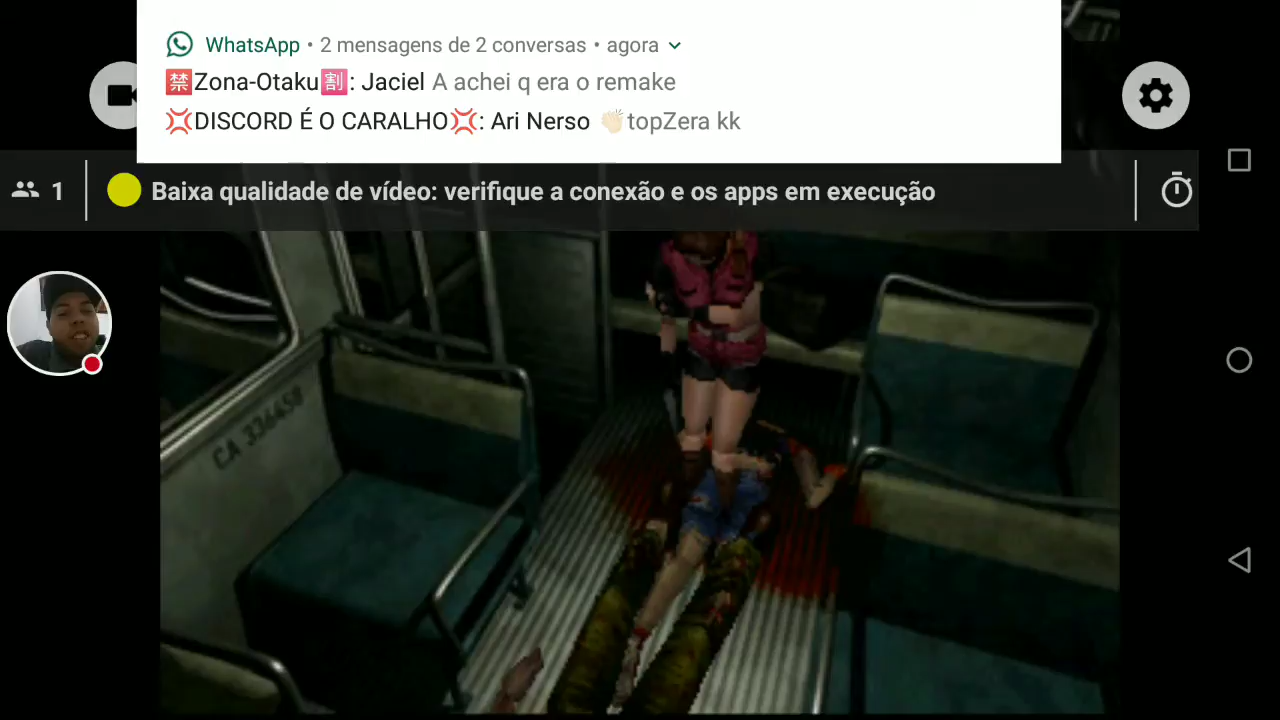 WhatsApp • 2 mensagens de 2 conversas • agora
🈲Zona-Otaku🈹: Jaciel A achei q era o remake
💢DISCORD É O CARALHO💢: Ari Nerso 👏🏻topZera kk
1
Baixa qualidade de vídeo: verifique a conexão e os apps em execução
CA 336458